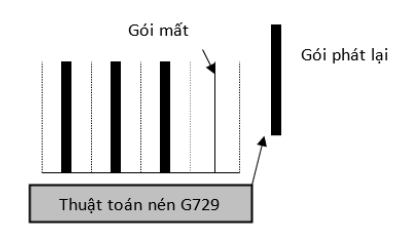 Gói mất
Gói phát lại
Thuật toán nén G729